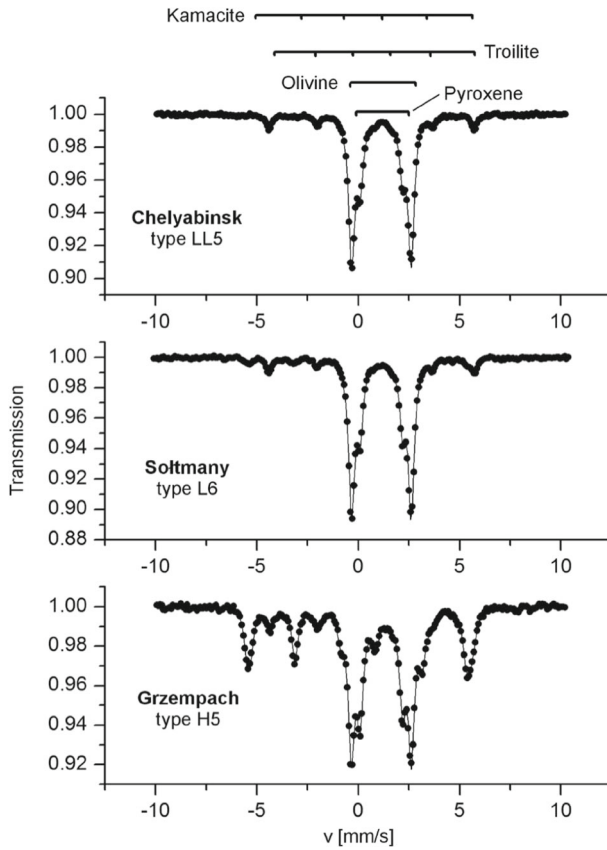 Kamacite
Troilite
Olivine
Pyroxene
1.00
0.98
0.96
0.94
0.92
0.90
Chelyabinsk
type LL5
-10 -5 0 5 10
1.00
0.98
0.96
0.94
0.92
0.90
0.88
Sołtmany
type L6
-10 -5 0 5 10
Transmission
1.00
0.98
0.96
0.94
0.92
Grzempach
type H5
-10 -5 0 5 10
v [mm/s]